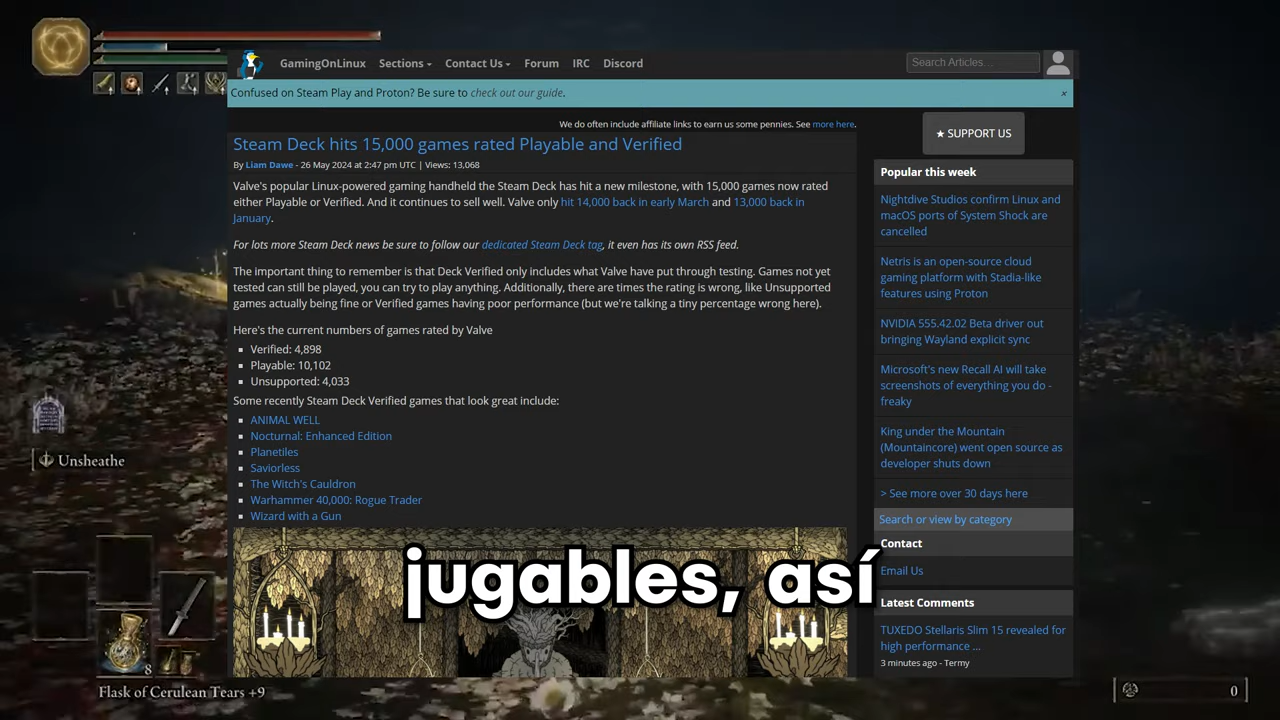 GamingOnLinux Sections Contact Us Forum IRC Discord Search Articles...
Confused on Steam Play and Proton? Be sure to check out our guide. ×
We do often include affiliate links to earn us some pennies. See more here.
Steam Deck hits 15,000 games rated Playable and Verified
By Liam Dawe - 26 May 2024 at 2:47 pm UTC | Views: 13,068
Valve's popular Linux-powered gaming handheld the Steam Deck has hit a new milestone, with 15,000 games now rated
either Playable or Verified. And it continues to sell well. Valve only hit 14,000 back in early March and 13,000 back in
January.
For lots more Steam Deck news be sure to follow our dedicated Steam Deck tag, it even has its own RSS feed.
The important thing to remember is that Deck Verified only includes what Valve have put through testing. Games not yet
tested can still be played, you can try to play anything. Additionally, there are times the rating is wrong, like Unsupported
games actually being fine or Verified games having poor performance (but we're talking a tiny percentage wrong here).
Here's the current numbers of games rated by Valve
Verified: 4,898
Playable: 10,102
Unsupported: 4,033
Some recently Steam Deck Verified games that look great include:
ANIMAL WELL
Nocturnal: Enhanced Edition
Planetiles
Saviorless
The Witch's Cauldron
Warhammer 40,000: Rogue Trader
Wizard with a Gun
★ SUPPORT US
Popular this week
Nightdive Studios confirm Linux and
macOS ports of System Shock are
cancelled
Netris is an open-source cloud
gaming platform with Stadia-like
features using Proton
NVIDIA 555.42.02 Beta driver out
bringing Wayland explicit sync
Microsoft's new Recall AI will take
screenshots of everything you do -
freaky
King under the Mountain
(Mountaincore) went open source as
developer shuts down
> See more over 30 days here
Search or view by category
Contact
Email Us
Latest Comments
TUXEDO Stellaris Slim 15 revealed for
high performance ...
3 minutes ago - Termy
jugables, así
Unsheathe
8
Flask of Cerulean Tears +9
0